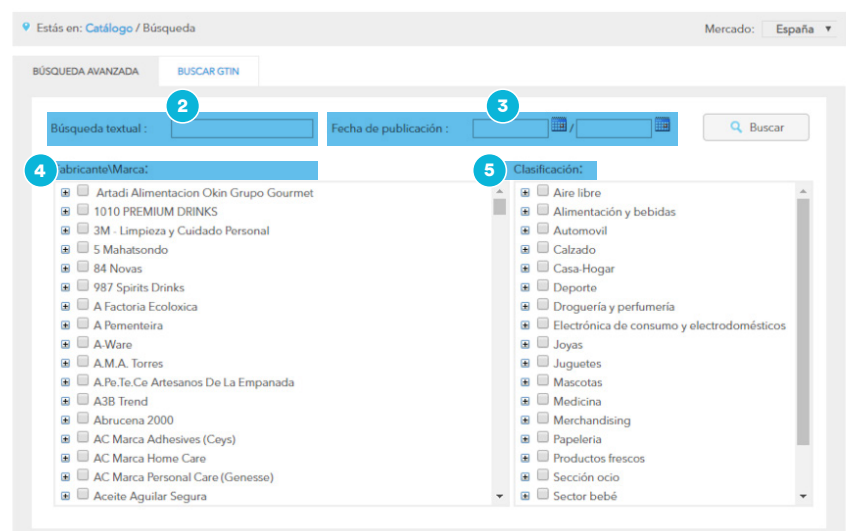 Estás en: Catálogo / Búsqueda
Mercado: España
BÚSQUEDA AVANZADA
BUSCAR GTIN
2
3
Búsqueda textual :
Fecha de publicación :
/
Buscar
4
abricante\Marca:
5
Clasificación:
Artadi Alimentacion Okin Grupo Gourmet
1010 PREMIUM DRINKS
3M - Limpieza y Cuidado Personal
5 Mahatsondo
84 Novas
987 Spirits Drinks
A Factoria Ecoloxica
A Pementeira
A-Ware
A.M.A. Torres
A.Pe.Te.Ce Artesanos De La Empanada
A3B Trend
Abrucena 2000
AC Marca Adhesives (Ceys)
AC Marca Home Care
AC Marca Personal Care (Genesse)
Aceite Aguilar Segura
Aire libre
Alimentación y bebidas
Automovil
Calzado
Casa-Hogar
Deporte
Droguería y perfumería
Electrónica de consumo y electrodomésticos
Joyas
Juguetes
Mascotas
Medicina
Merchandising
Papeleria
Productos frescos
Sección ocio
Sector bebé